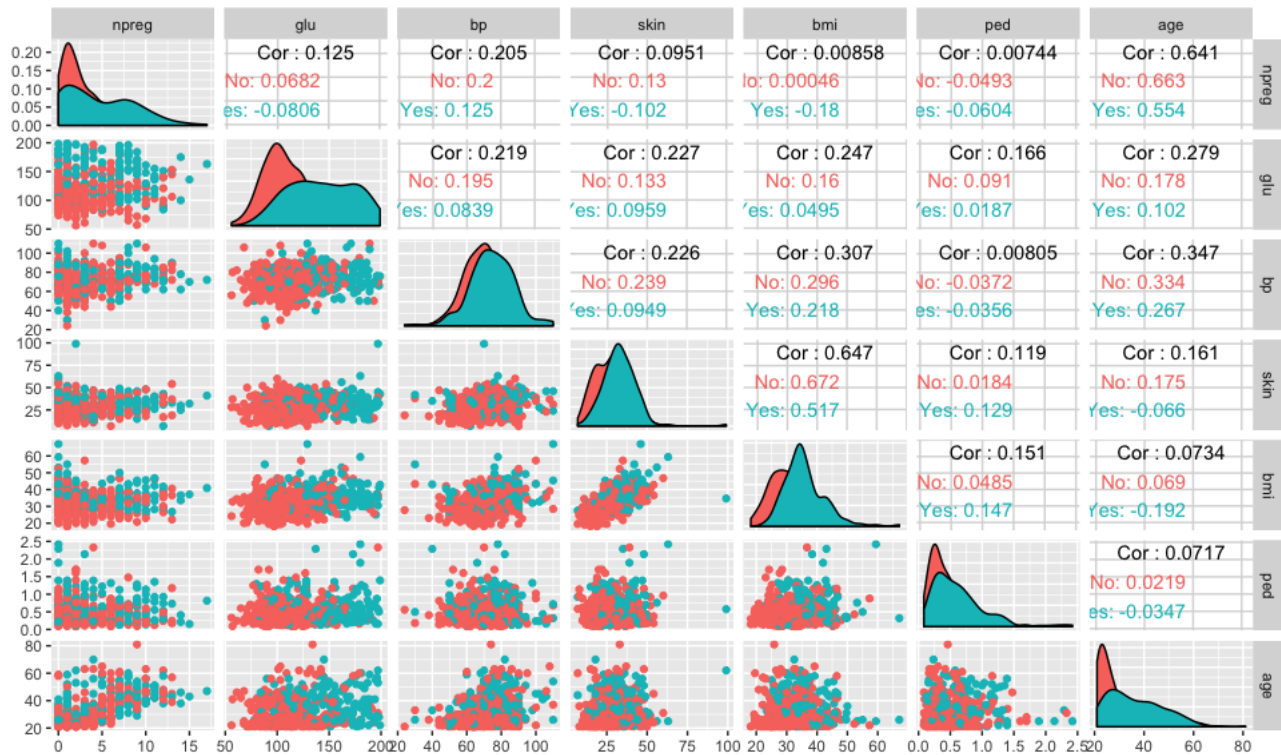 npreg glu bp skin bmi ped age
Cor : 0.125 Cor : 0.205 Cor : 0.0951 Cor : 0.00858 Cor : 0.00744 Cor : 0.641
No: 0.0682 No: 0.2 No: 0.13 lo: 0.00046 No: -0.0493 No: 0.663
es: -0.0806 Yes: 0.125 Yes: -0.102 Yes: -0.18 es: -0.0604 Yes: 0.554
0.20
0.15
0.10
0.05
0.00
npreg
Cor : 0.219 Cor : 0.227 Cor : 0.247 Cor : 0.166 Cor : 0.279
No: 0.195 No: 0.133 No: 0.16 No: 0.091 No: 0.178
Yes: 0.0839 Yes: 0.0959 Yes: 0.0495 Yes: 0.0187 Yes: 0.102
200
150
100
50
glu
Cor : 0.226 Cor : 0.307 Cor : 0.00805 Cor : 0.347
No: 0.239 No: 0.296 No: -0.0372 No: 0.334
Yes: 0.0949 Yes: 0.218 es: -0.0356 Yes: 0.267
100
80
60
40
20
bp
Cor : 0.647 Cor : 0.119 Cor : 0.161
No: 0.672 No: 0.0184 No: 0.175
Yes: 0.517 Yes: 0.129 Yes: -0.066
100
75
50
25
skin
Cor : 0.151 Cor : 0.0734
No: 0.0485 No: 0.069
Yes: 0.147 Yes: -0.192
60
50
40
30
20
bmi
Cor : 0.0717
No: 0.0219
es: -0.0347
2.5
2.0
1.5
1.0
0.5
0.0
ped
80
60
40
20
age
0 5 10 15 50 100 150 200 20 40 60 80 100 25 50 75 100 20 30 40 50 60 0.0 0.5 1.0 1.5 2.0 2.5 20 40 60 80